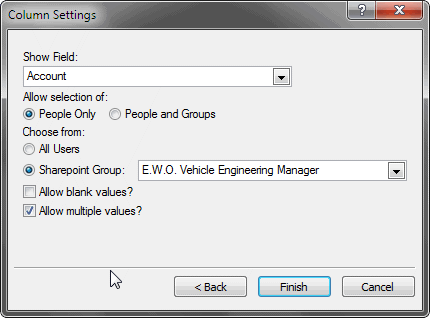 Column Settings
Show Field:
Account
Allow selection of:
People Only People and Groups
Choose from:
All Users
Sharepoint Group: E.W.O. Vehicle Engineering Manager
Allow blank values?
Allow multiple values?
< Back Finish Cancel